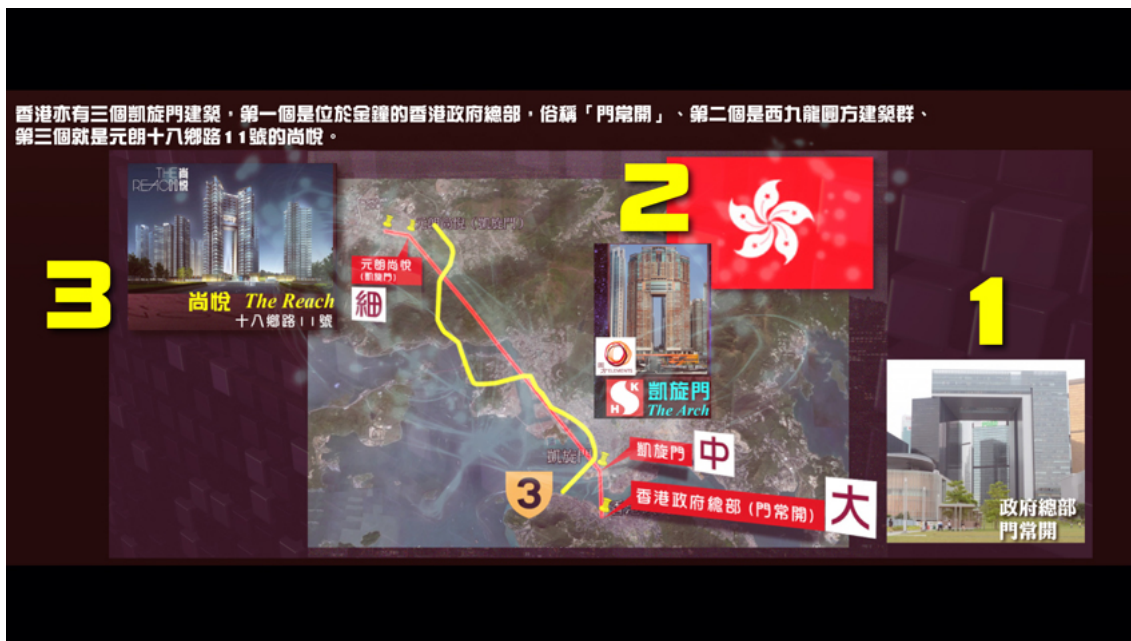 香港亦有三個凱旋門建築，第一個是位於金鐘的香港政府總部，俗稱「門常開」、第二個是西九龍圓方建築群、
第三個就是元朗十八鄉路11號的尚悅。
THE
REACH
尚悅
尚悅 The Reach
十八鄉路11號
3
元朗尚悅
(凱旋門)
細
2
ELEMENTS
SHK
凱旋門
The Arch
1
凱旋門
凱旋門
中
3
香港政府總部 (門常開)
大
政府總部
門常開